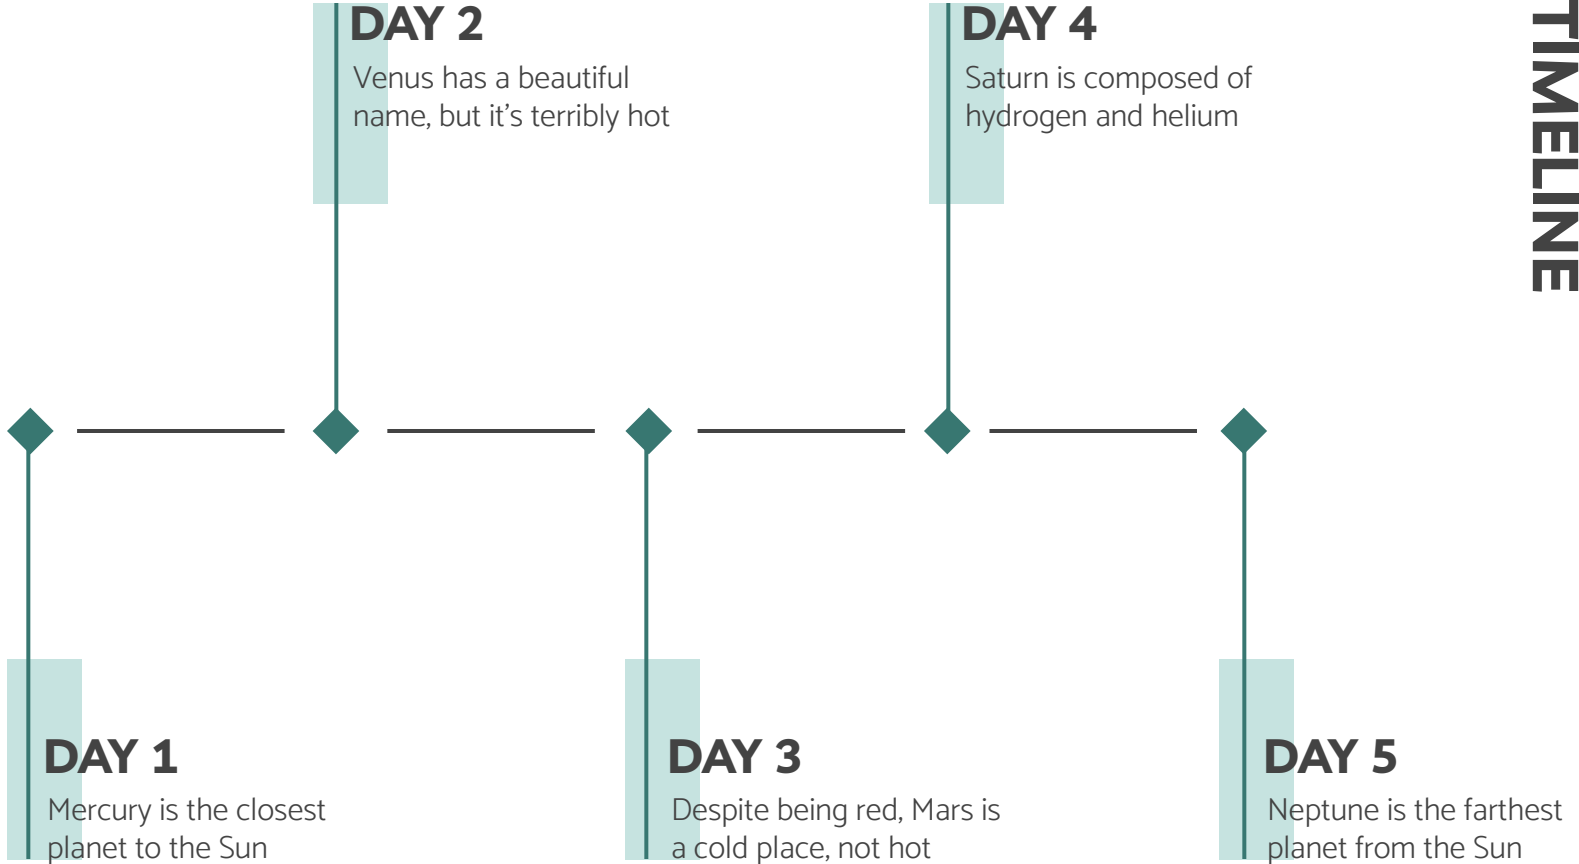 TIMELINE
DAY 1
Mercury is the closest
planet to the Sun
DAY 2
Venus has a beautiful
name, but it’s terribly hot
DAY 3
Despite being red, Mars is
a cold place, not hot
DAY 4
Saturn is composed of
hydrogen and helium
DAY 5
Neptune is the farthest
planet from the Sun